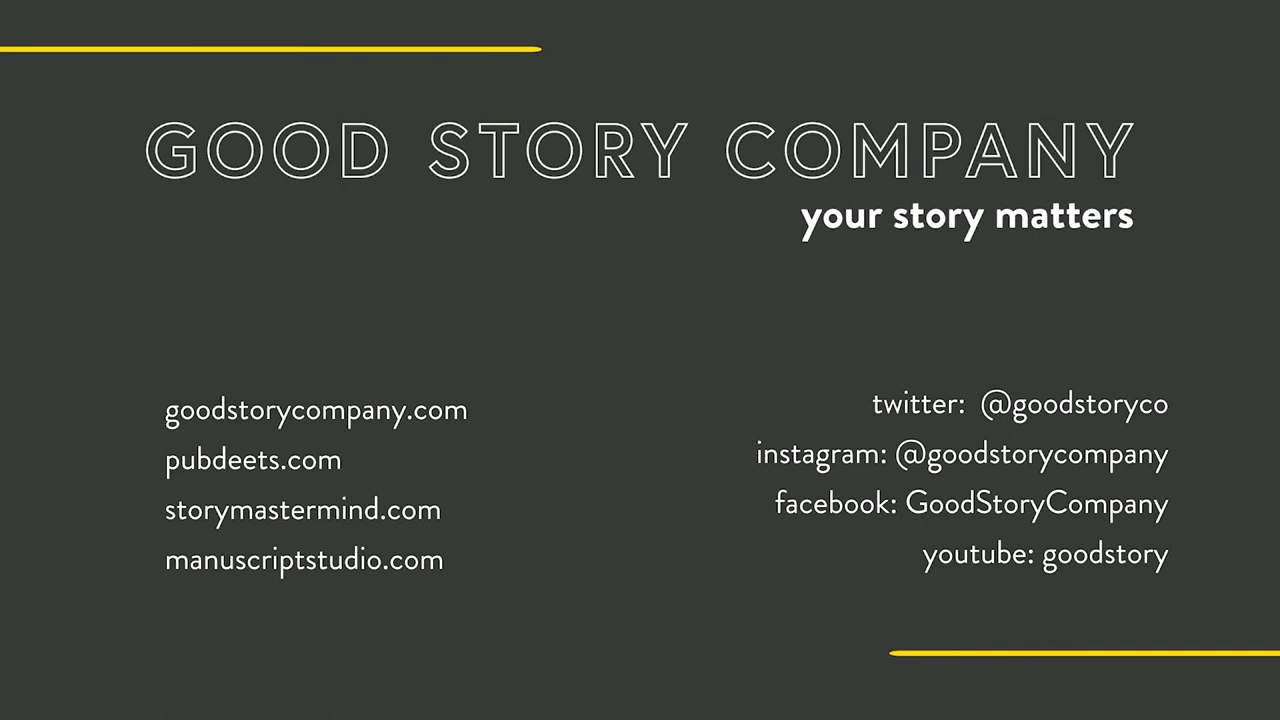 GOOD STORY COMPANY
your story matters
goodstorycompany.com
pubdeets.com
storymastermind.com
manuscriptstudio.com
twitter: @goodstoryco
instagram: @goodstorycompany
facebook: GoodStoryCompany
youtube: goodstory